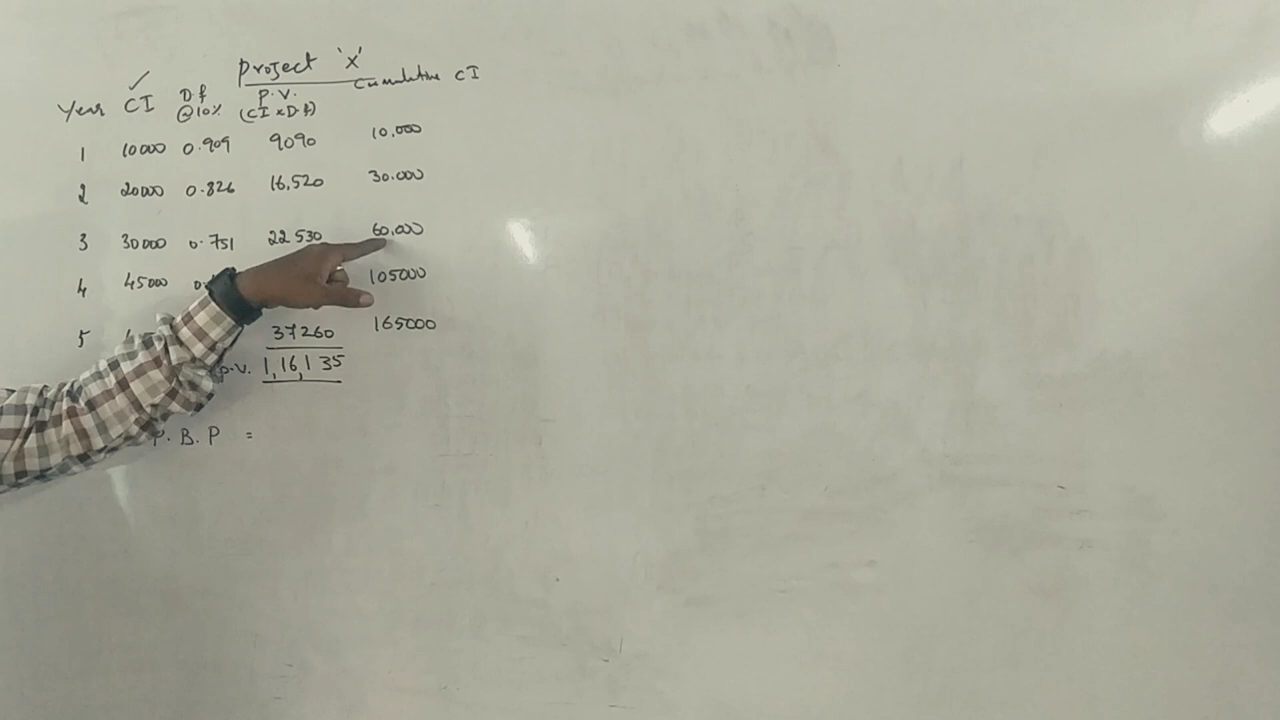 Project 'X'
Year CI D.f @10% P.V. (CI x D.f) Cumulative CI
1 10000 0.909 9090 10,000
2 20000 0.826 16,520 30.000
3 30000 0.751 22530 60,000
4 45000 105000
5 37260 165000
P.V. 1,16,135
P.B.P =